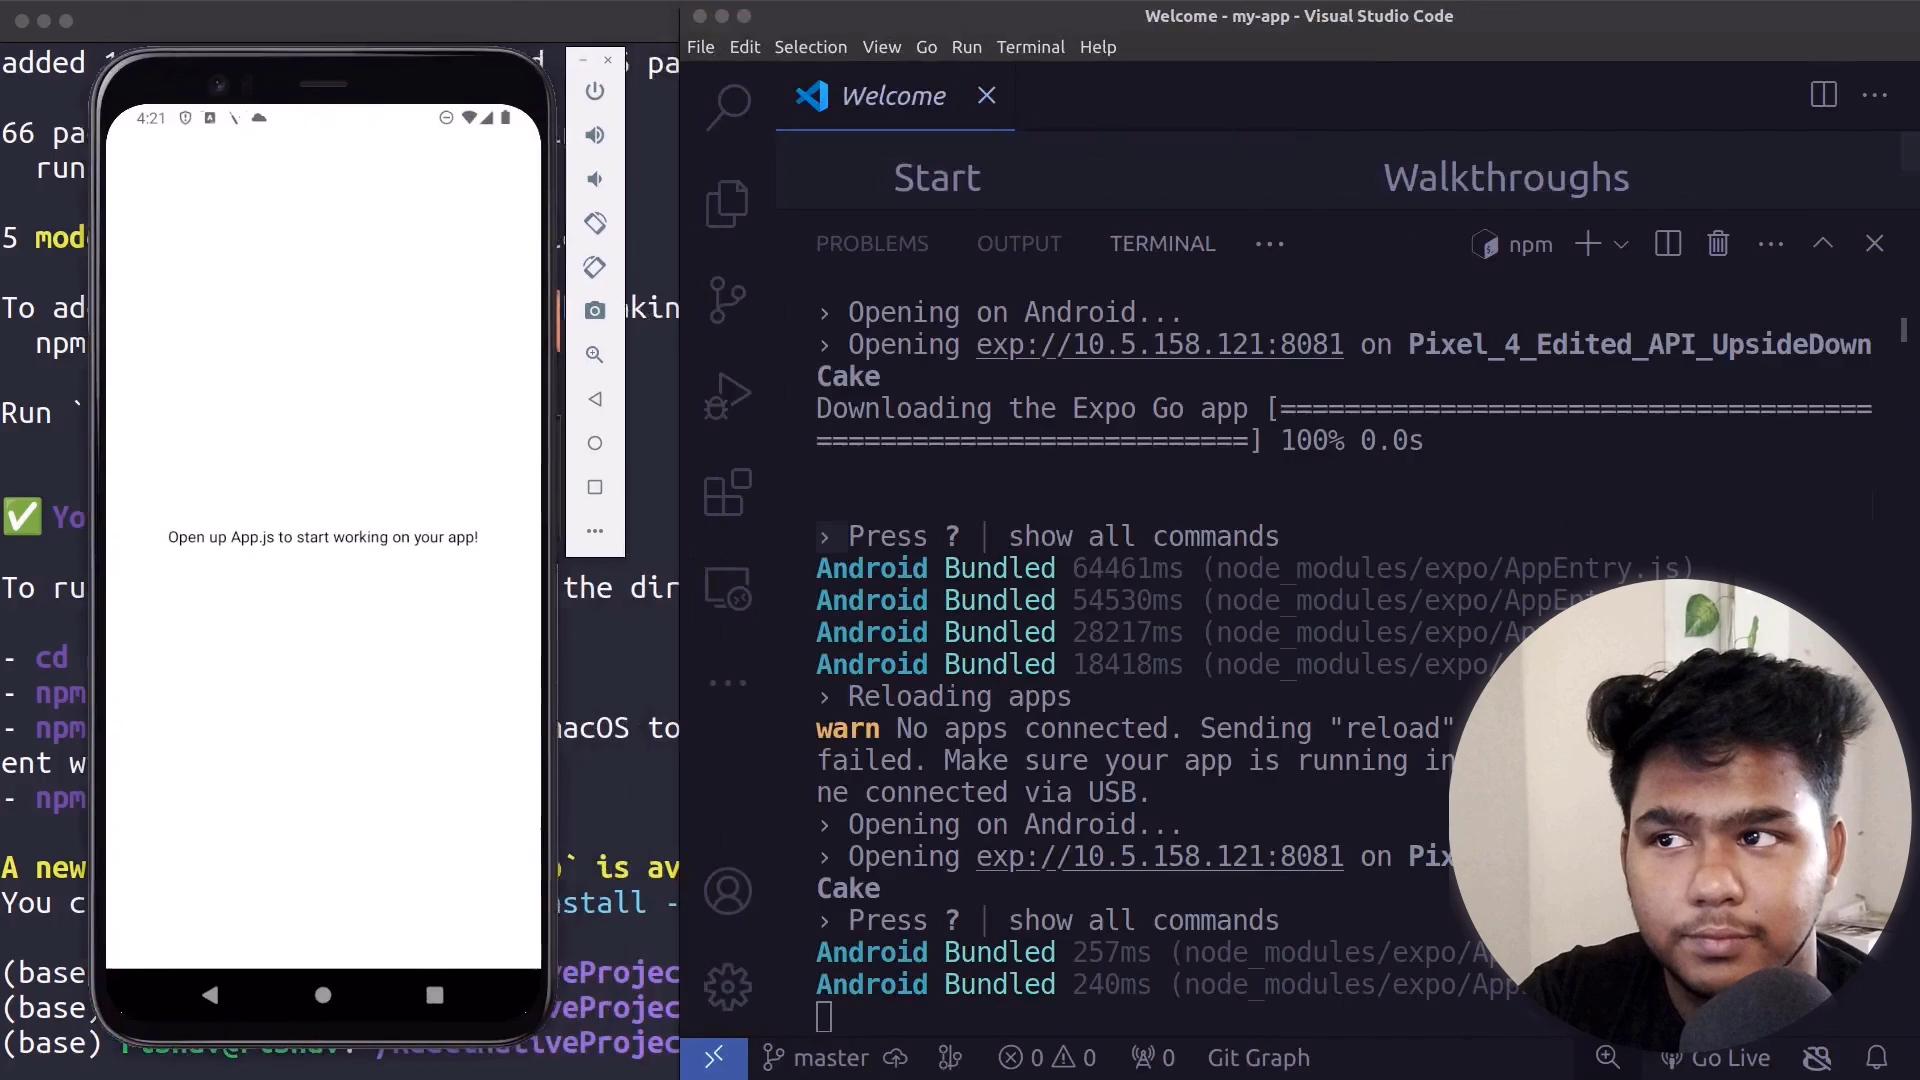 Welcome - my-app - Visual Studio Code
File Edit Selection View Go Run Terminal Help
Welcome
Start Walkthroughs
PROBLEMS OUTPUT TERMINAL
npm
› Opening on Android...
› Opening exp://10.5.158.121:8081 on Pixel_4_Edited_API_UpsideDown
Cake
Downloading the Expo Go app [=====================================
===========================] 100% 0.0s
› Press ? │ show all commands
Android Bundled 64461ms (node_modules/expo/AppEntry.js)
Android Bundled 54530ms (node_modules/expo/AppEnt
Android Bundled 28217ms (node_modules/expo/Ap
Android Bundled 18418ms (node_modules/expo/
› Reloading apps
warn No apps connected. Sending "reload"
failed. Make sure your app is running in
ne connected via USB.
› Opening on Android...
› Opening exp://10.5.158.121:8081 on Pix
Cake
› Press ? │ show all commands
Android Bundled 257ms (node_modules/expo/A
Android Bundled 240ms (node_modules/expo/App
master 0 0 0 Git Graph Go Live
4:21
Open up App.js to start working on your app!
added pa
66 pa
run
5 mod
To ad kin
npm
Run `
✅ Yo
To ru the dir
- cd
- npm
- npm macOS to
ent w
- npm
A new ` is av
You c stall -
(base veProjec
(base) veProjec
(base) veProjec